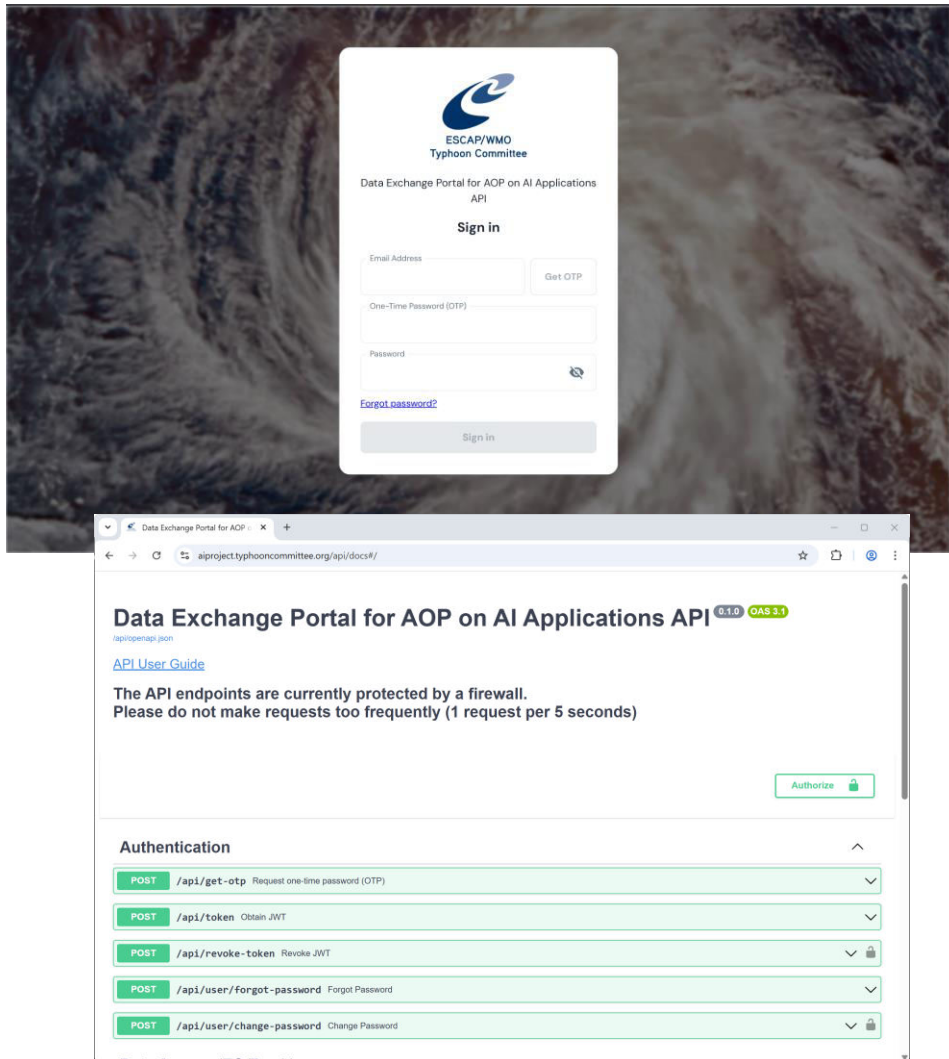 ESCAP/WMO
Typhoon Committee
Data Exchange Portal for AOP on AI Applications
API
Sign in
Email Address
Get OTP
One-Time Password (OTP)
Password
Forgot password?
Sign in
Data Exchange Portal for AOP
aiproject.typhooncommittee.org/api/docs#/
Data Exchange Portal for AOP on AI Applications API 0.1.0 OAS 3.1
/api/openapi.json
API User Guide
The API endpoints are currently protected by a firewall.
Please do not make requests too frequently (1 request per 5 seconds)
Authorize
Authentication
POST /api/get-otp Request one-time password (OTP)
POST /api/token Obtain JWT
POST /api/revoke-token Revoke JWT
POST /api/user/forgot-password Forgot Password
POST /api/user/change-password Change Password